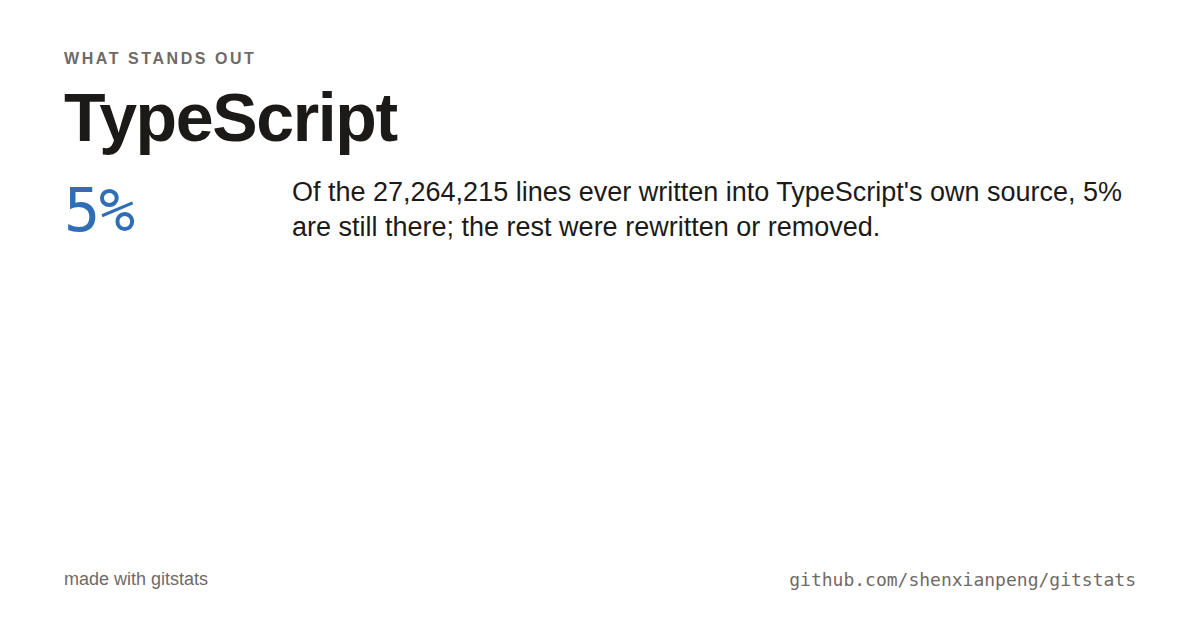 WHAT STANDS OUT
TypeScript
5%
Of the 27,264,215 lines ever written into TypeScript's own source, 5%
are still there; the rest were rewritten or removed.
made with gitstats
github.com/shenxianpeng/gitstats